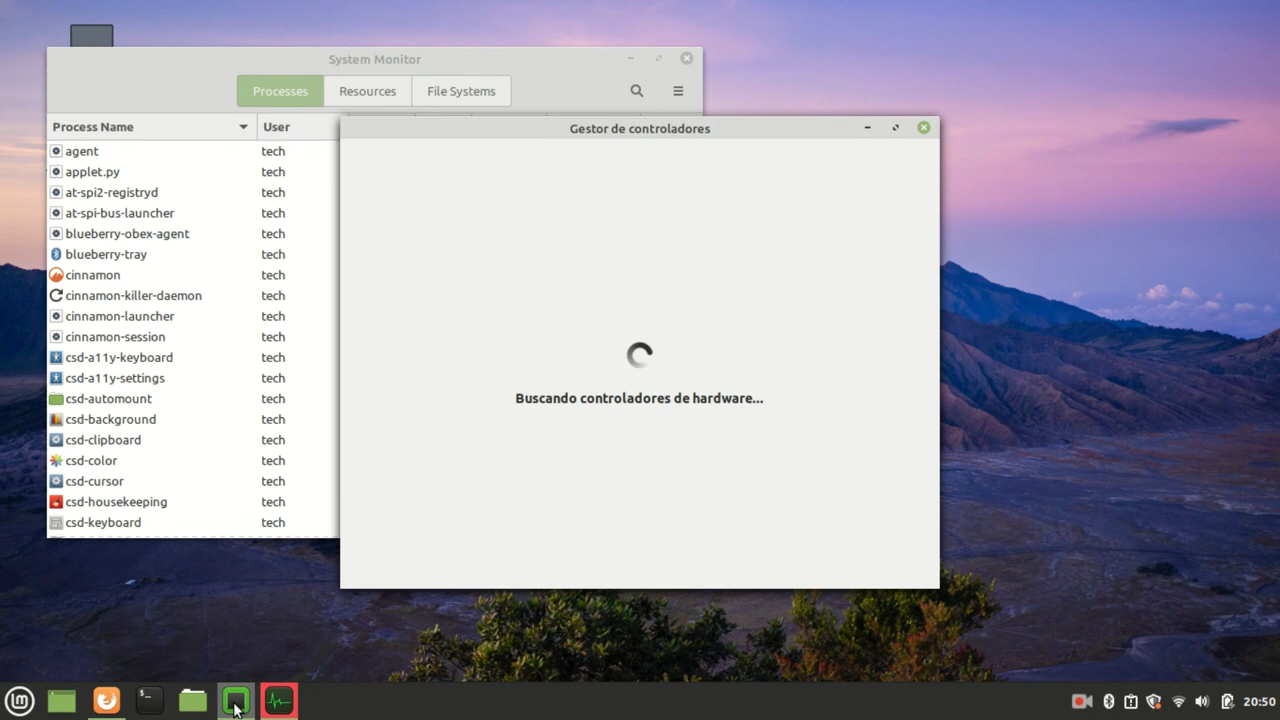 System Monitor
Processes Resources File Systems
Process Name User
Gestor de controladores
agent tech
applet.py tech
at-spi2-registryd tech
at-spi-bus-launcher tech
blueberry-obex-agent tech
blueberry-tray tech
cinnamon tech
cinnamon-killer-daemon tech
cinnamon-launcher tech
cinnamon-session tech
csd-a11y-keyboard tech
csd-a11y-settings tech
csd-automount tech
csd-background tech
csd-clipboard tech
csd-color tech
csd-cursor tech
csd-housekeeping tech
csd-keyboard tech
Buscando controladores de hardware...
20:50